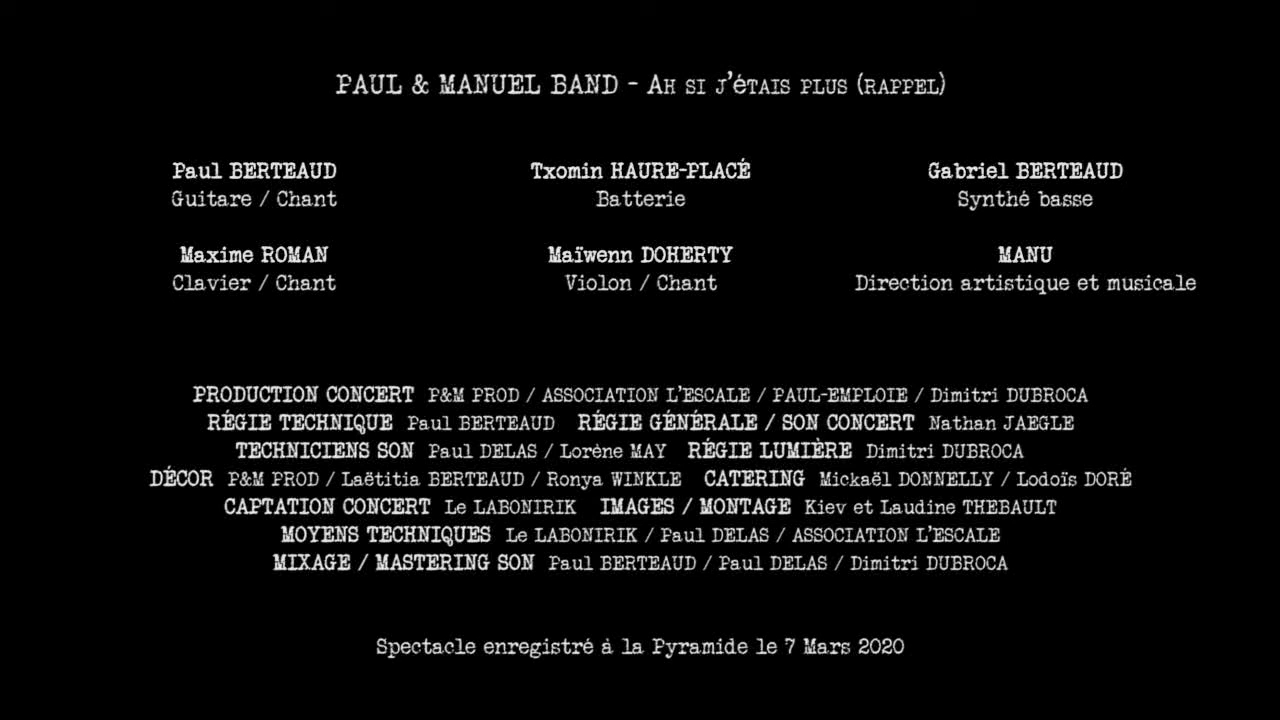 PAUL & MANUEL BAND - Ah si j'étais plus (rappel)
Paul BERTEAUD Txomin HAURE-PLACÉ Gabriel BERTEAUD
Guitare / Chant Batterie Synthé basse
Maxime ROMAN Maïwenn DOHERTY MANU
Clavier / Chant Violon / Chant Direction artistique et musicale
PRODUCTION CONCERT P&M PROD / ASSOCIATION L'ESCALE / PAUL-EMPLOIE / Dimitri DUBROCA
RÉGIE TECHNIQUE Paul BERTEAUD RÉGIE GÉNÉRALE / SON CONCERT Nathan JAEGLE
TECHNICIENS SON Paul DELAS / Lorène MAY RÉGIE LUMIÈRE Dimitri DUBROCA
DÉCOR P&M PROD / Laëtitia BERTEAUD / Ronya WINKLE CATERING Mickaël DONNELLY / Lodoïs DORÉ
CAPTATION CONCERT Le LABONIRIK IMAGES / MONTAGE Kiev et Laudine THEBAULT
MOYENS TECHNIQUES Le LABONIRIK / Paul DELAS / ASSOCIATION L'ESCALE
MIXAGE / MASTERING SON Paul BERTEAUD / Paul DELAS / Dimitri DUBROCA
Spectacle enregistré à la Pyramide le 7 Mars 2020